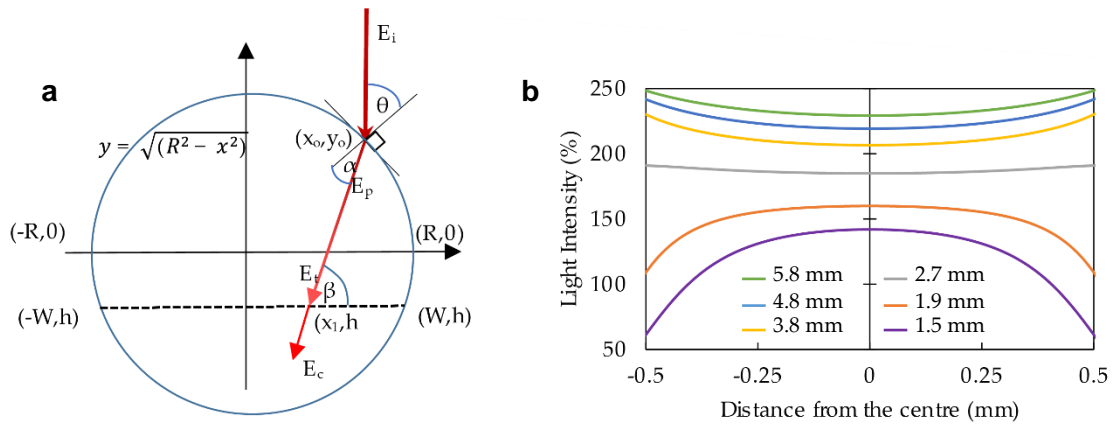 a
E_i
θ
(x_o,y_o)
y = √(R² − x²)
α
E_p
(-R,0)
(R,0)
E_t
β
(-W,h)
(x_1,h
(W,h)
E_c
b
Light Intensity (%)
250
200
150
100
50
5.8 mm
2.7 mm
4.8 mm
1.9 mm
3.8 mm
1.5 mm
-0.5
-0.25
0
0.25
0.5
Distance from the centre (mm)